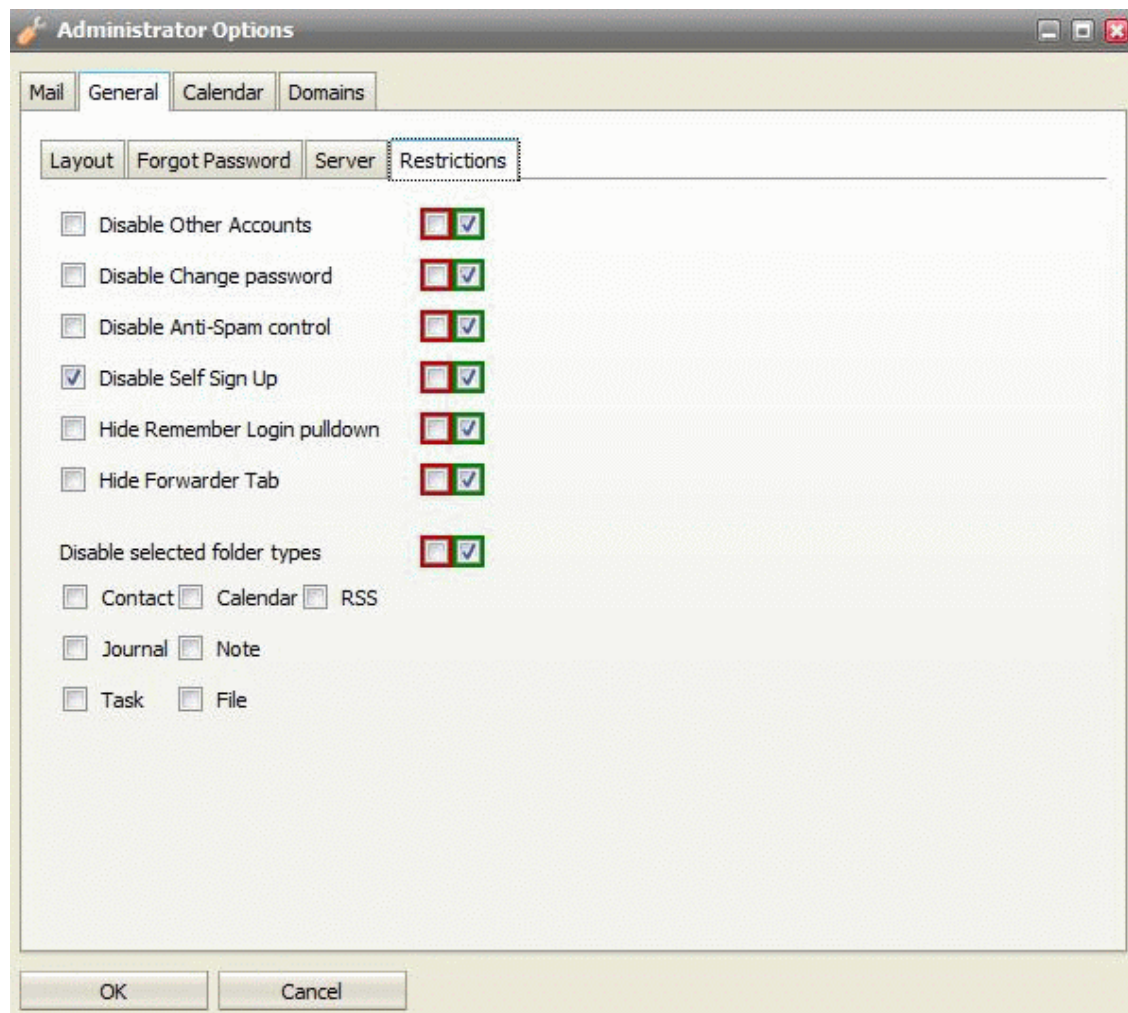 Administrator Options
Mail General Calendar Domains
Layout Forgot Password Server Restrictions
Disable Other Accounts
Disable Change password
Disable Anti-Spam control
Disable Self Sign Up
Hide Remember Login pulldown
Hide Forwarder Tab
Disable selected folder types
Contact Calendar RSS
Journal Note
Task File
OK Cancel